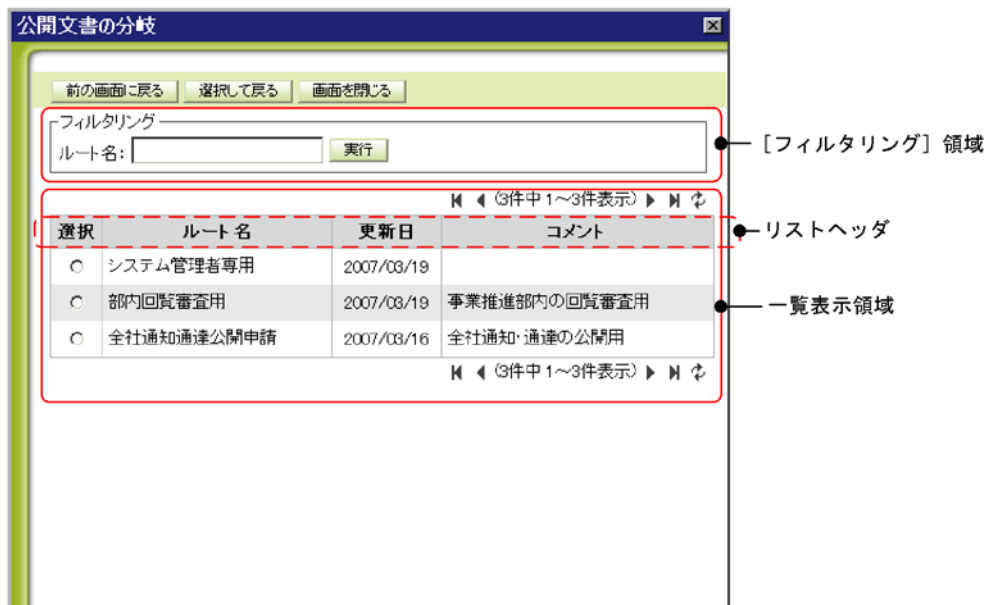 公開文書の分岐
前の画面に戻る 選択して戻る 画面を閉じる
フィルタリング
ルート名: 実行
［フィルタリング］領域
(3件中 1～3件表示)
選択 ルート名 更新日 コメント
リストヘッダ
システム管理者専用 2007/03/19
部内回覧審査用 2007/03/19 事業推進部内の回覧審査用
一覧表示領域
全社通知通達公開申請 2007/03/16 全社通知・通達の公開用
(3件中 1～3件表示)